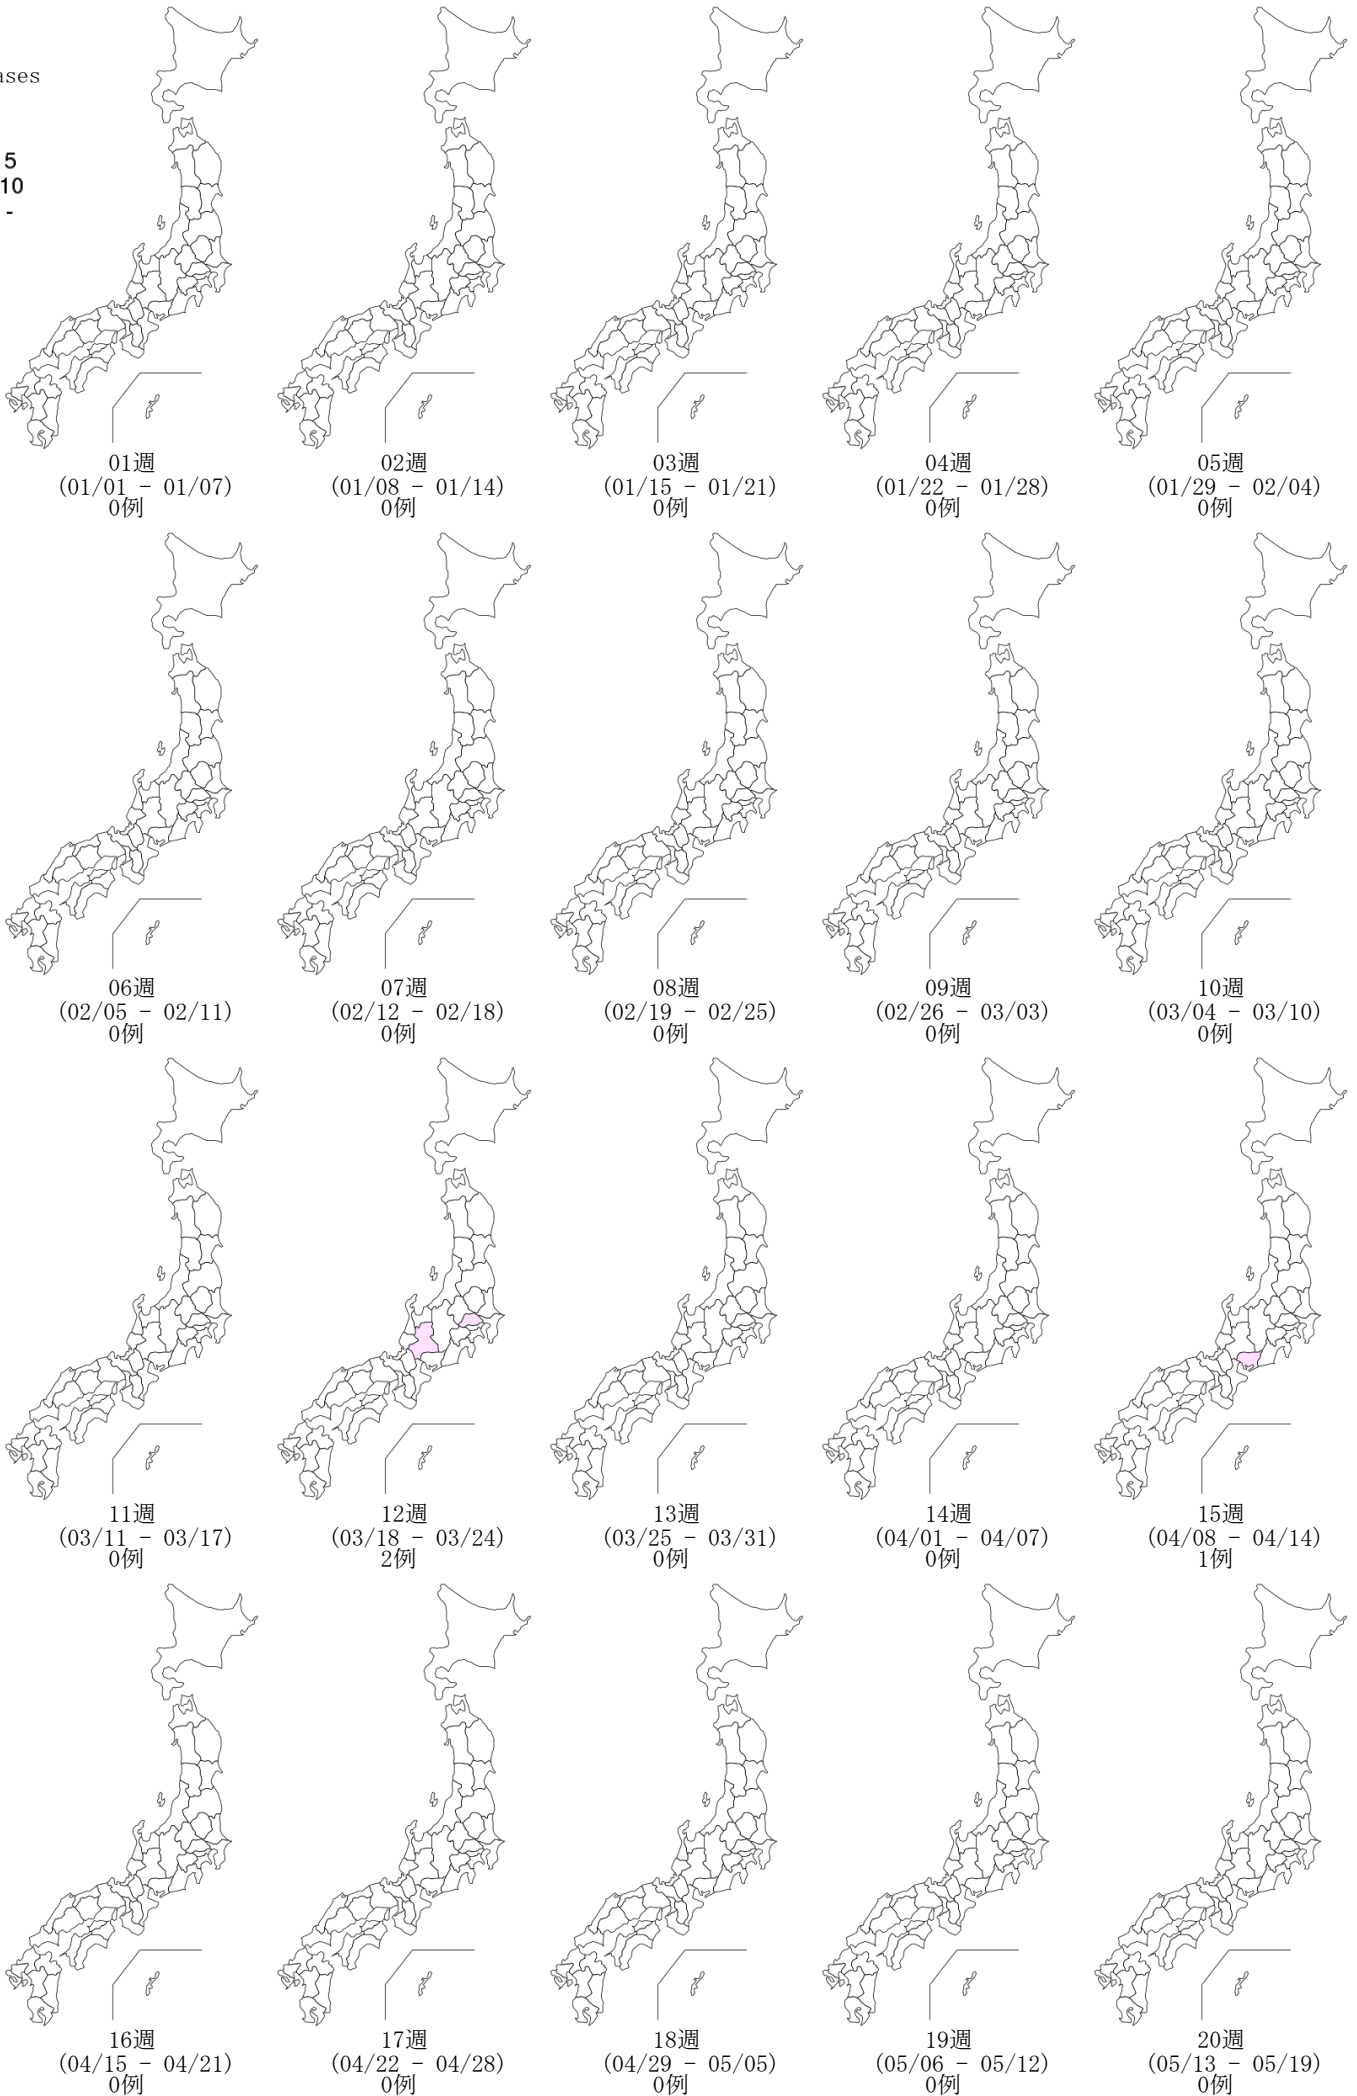 5
10
-
01週
(01/01 - 01/07)
0例
02週
(01/08 - 01/14)
0例
03週
(01/15 - 01/21)
0例
04週
(01/22 - 01/28)
0例
05週
(01/29 - 02/04)
0例
06週
(02/05 - 02/11)
0例
07週
(02/12 - 02/18)
0例
08週
(02/19 - 02/25)
0例
09週
(02/26 - 03/03)
0例
10週
(03/04 - 03/10)
0例
11週
(03/11 - 03/17)
0例
12週
(03/18 - 03/24)
2例
13週
(03/25 - 03/31)
0例
14週
(04/01 - 04/07)
0例
15週
(04/08 - 04/14)
1例
16週
(04/15 - 04/21)
0例
17週
(04/22 - 04/28)
0例
18週
(04/29 - 05/05)
0例
19週
(05/06 - 05/12)
0例
20週
(05/13 - 05/19)
0例